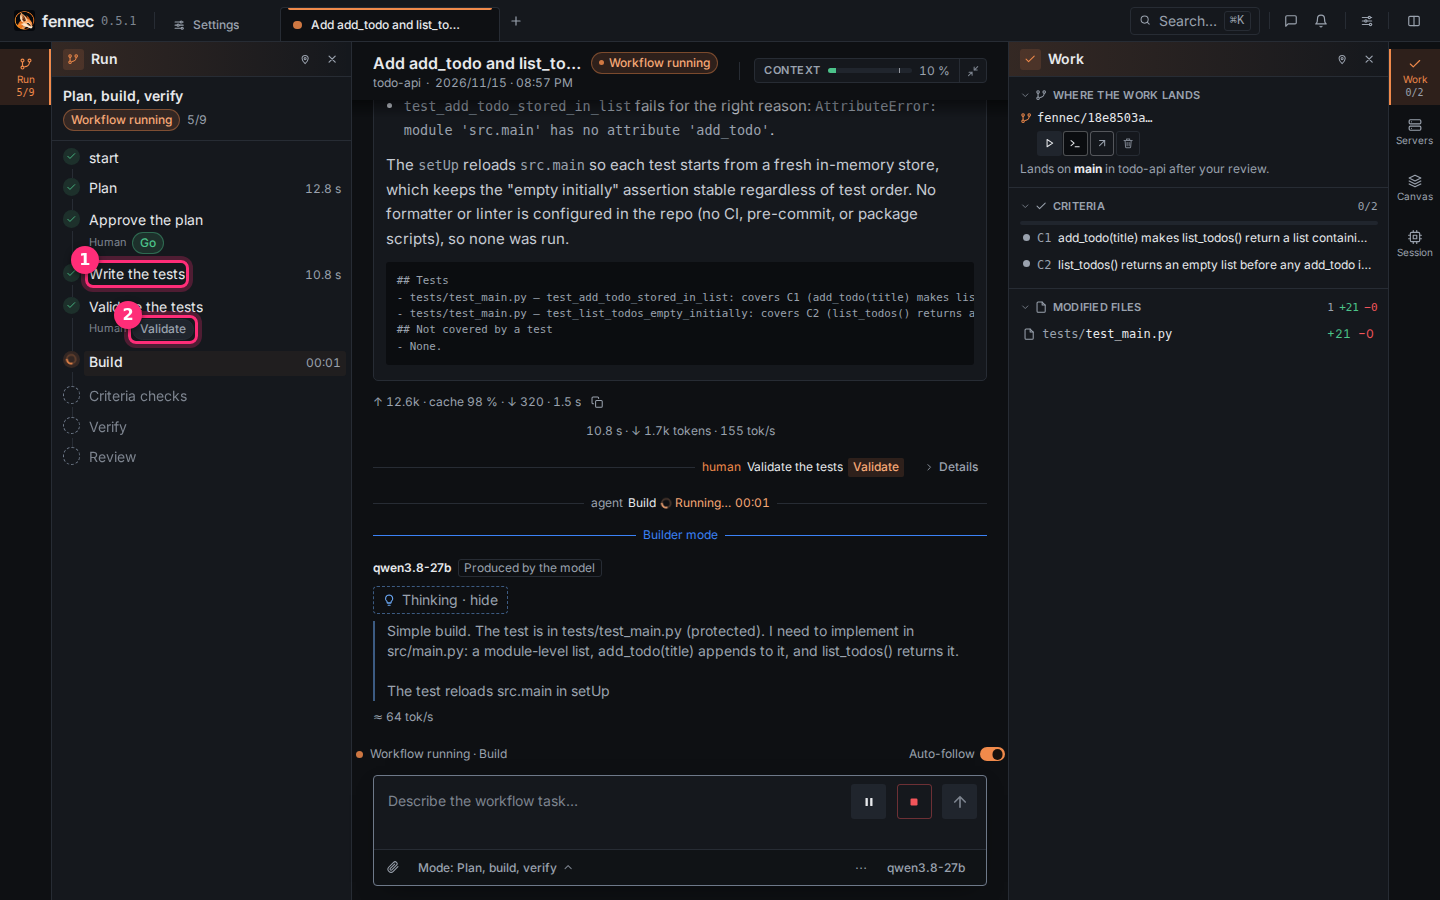 fennec 0.5.1
Settings
Add add_todo and list_to...
Search... ⌘K
Run
5/9
Run
Plan, build, verify
Workflow running 5/9
start
Plan 12.8 s
Approve the plan
Human Go
1
Write the tests 10.8 s
Validate the tests
2
Human Validate
Build 00:01
Criteria checks
Verify
Review
Add add_todo and list_to... Workflow running
todo-api · 2026/11/15 · 08:57 PM
CONTEXT 10 %
• test_add_todo_stored_in_list fails for the right reason: AttributeError:
module 'src.main' has no attribute 'add_todo'.
The setUp reloads src.main so each test starts from a fresh in-memory store,
which keeps the "empty initially" assertion stable regardless of test order. No
formatter or linter is configured in the repo (no CI, pre-commit, or package
scripts), so none was run.
## Tests
- tests/test_main.py — test_add_todo_stored_in_list: covers C1 (add_todo(title) makes lis
- tests/test_main.py — test_list_todos_empty_initially: covers C2 (list_todos() returns a
## Not covered by a test
- None.
↑ 12.6k · cache 98 % · ↓ 320 · 1.5 s
10.8 s · ↓ 1.7k tokens · 155 tok/s
human Validate the tests Validate › Details
agent Build Running... 00:01
Builder mode
qwen3.8-27b Produced by the model
Thinking · hide
Simple build. The test is in tests/test_main.py (protected). I need to implement in
src/main.py: a module-level list, add_todo(title) appends to it, and list_todos() returns it.
The test reloads src.main in setUp
≈ 64 tok/s
Workflow running · Build Auto-follow
Describe the workflow task...
Mode: Plan, build, verify ··· qwen3.8-27b
Work
WHERE THE WORK LANDS
fennec/18e8503a…
Lands on main in todo-api after your review.
CRITERIA 0/2
C1 add_todo(title) makes list_todos() return a list containi...
C2 list_todos() returns an empty list before any add_todo i...
MODIFIED FILES 1 +21 −0
tests/test_main.py +21 −0
Work
0/2
Servers
Canvas
Session